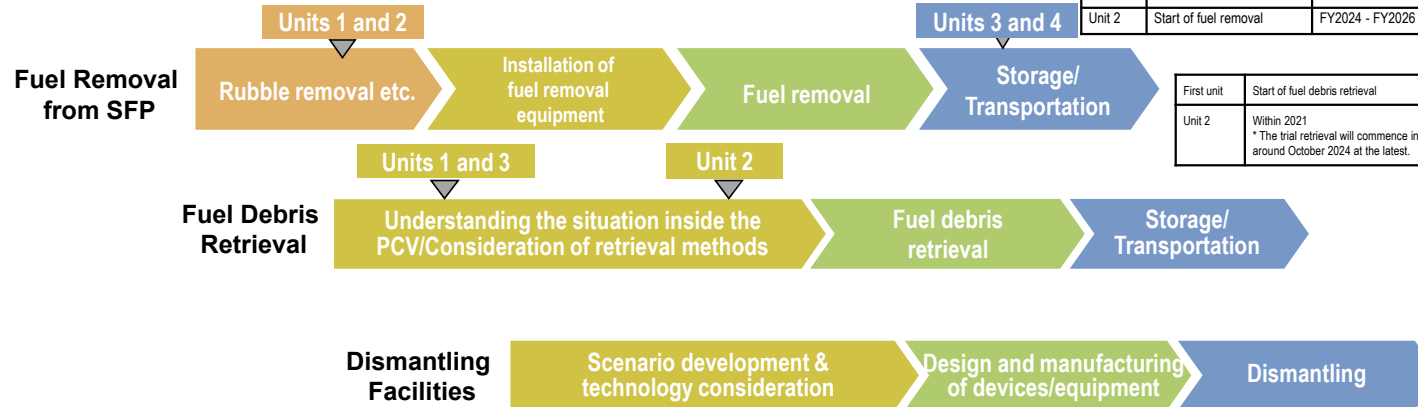 Units 1 and 2
Units 3 and 4
Unit 2
Start of fuel removal
FY2024 - FY2026
Fuel Removal
from SFP
Rubble removal etc.
Installation of
fuel removal
equipment
Fuel removal
Storage/
Transportation
First unit
Start of fuel debris retrieval
Unit 2
Within 2021
* The trial retrieval will commence in
around October 2024 at the latest.
Units 1 and 3
Unit 2
Fuel Debris
Retrieval
Understanding the situation inside the
PCV/Consideration of retrieval methods
Fuel debris
retrieval
Storage/
Transportation
Dismantling
Facilities
Scenario development &
technology consideration
Design and manufacturing
of devices/equipment
Dismantling